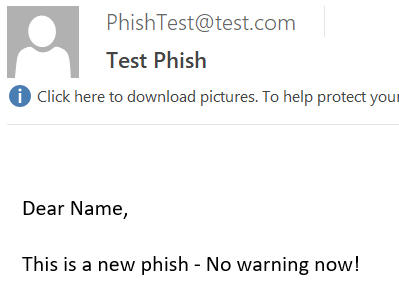 PhishTest@test.com
Test Phish
Click here to download pictures. To help protect your
Dear Name,
This is a new phish - No warning now!